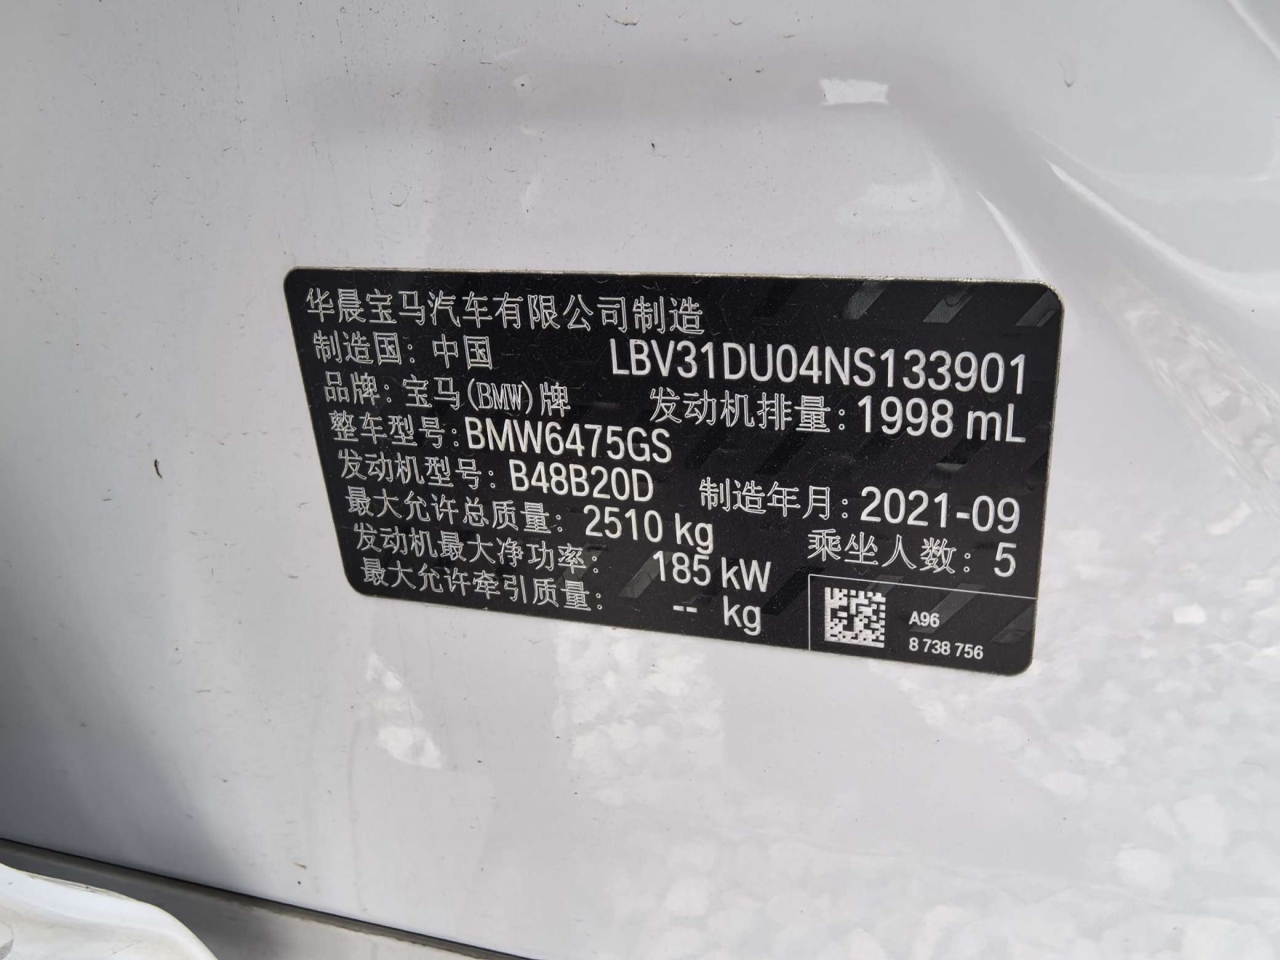 华晨宝马汽车有限公司制造
制造国: 中国 LBV31DU04NS133901
品牌: 宝马(BMW)牌 发动机排量: 1998 mL
整车型号: BMW6475GS
发动机型号: B48B20D 制造年月: 2021-09
最大允许总质量: 2510 kg 乘坐人数: 5
发动机最大净功率: 185 kW
最大允许牵引质量: -- kg
A96
8 738 756